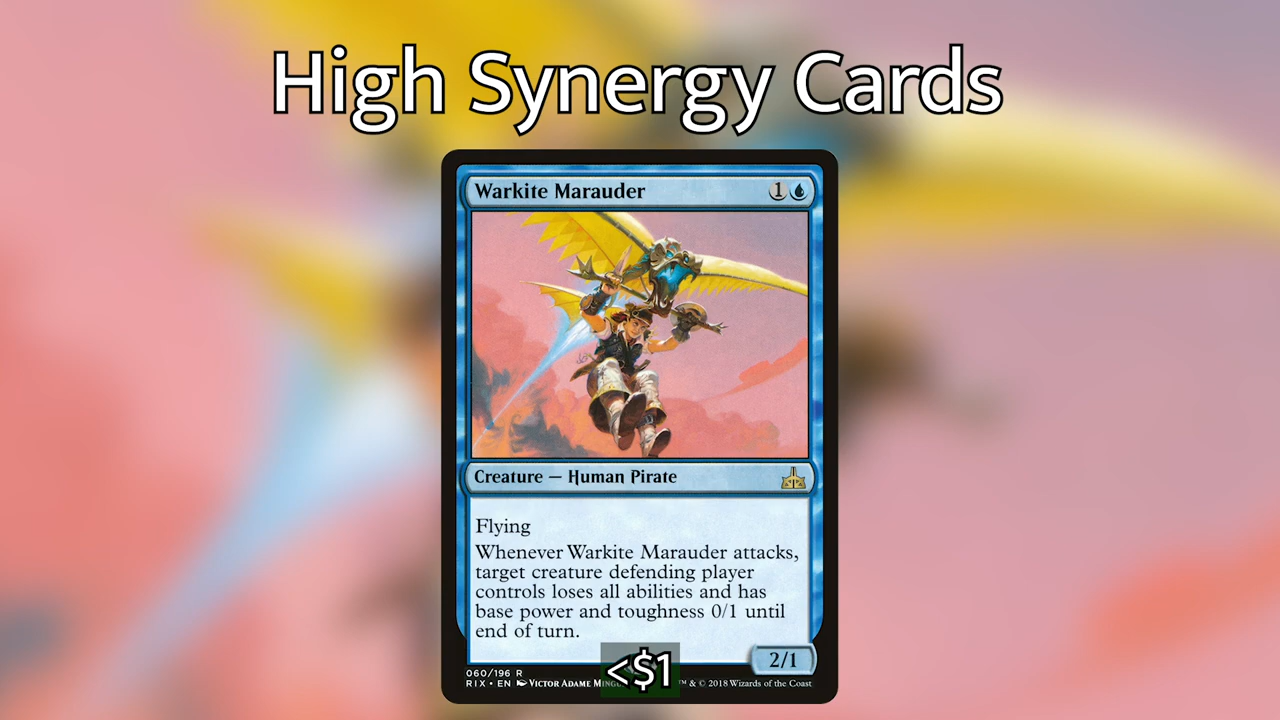 High Synergy Cards
Warkite Marauder 1
Creature — Human Pirate
Flying
Whenever Warkite Marauder attacks,
target creature defending player
controls loses all abilities and has
base power and toughness 0/1 until
end of turn.
2/1
<$1
060/196 R
RIX • EN Victor Adame ™ & © 2018 Wizards of the Coast